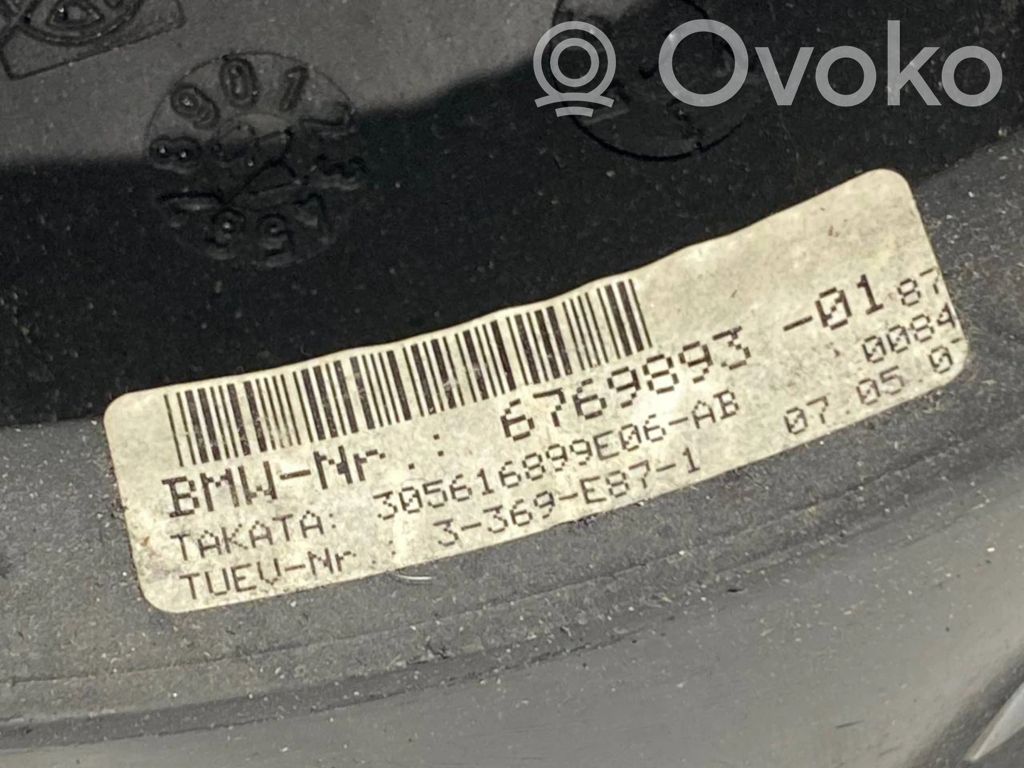 Ovoko
BMW-Nr.: 6769893 -01 87
TAKATA: 305616899E06-AB .0084
TUEV-Nr.: 3-369-E87-1 07.05.0